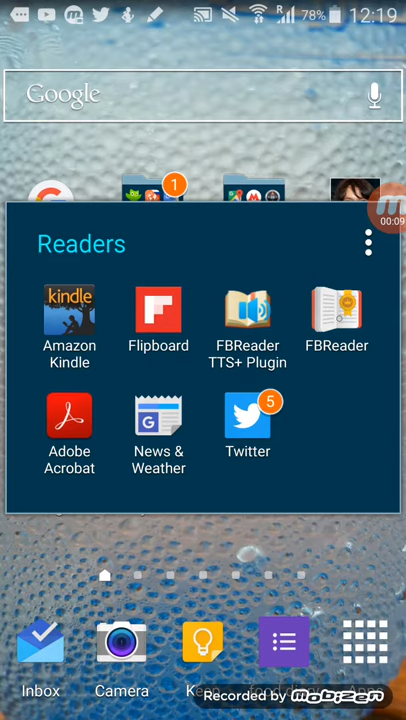 78% 12:19
Google
1
00:09
Readers
kindle
Amazon
Kindle
Flipboard
FBReader
TTS+ Plugin
FBReader
Adobe
Acrobat
G
News &
Weather
5
Twitter
Inbox
Camera
Recorded by mobizen